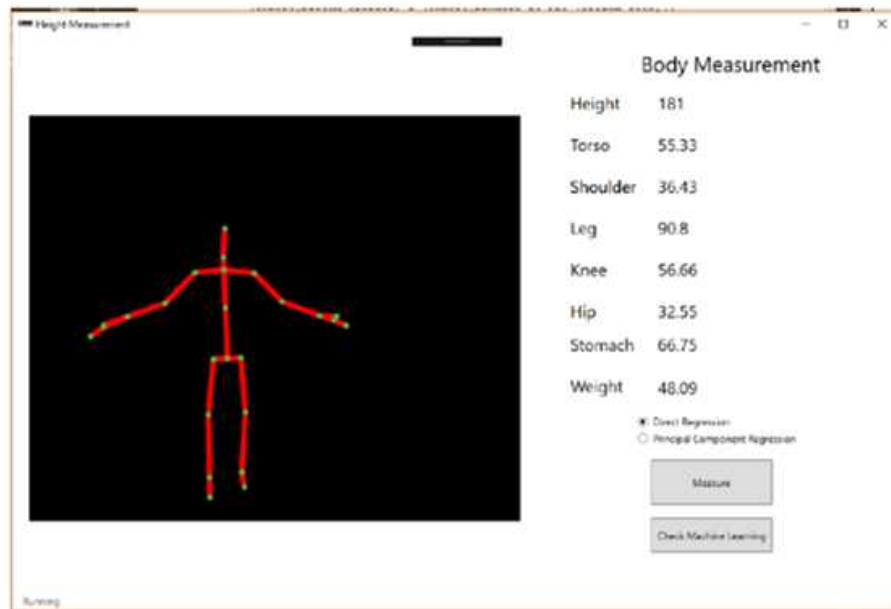 Height Measurement
Body Measurement
Height 181
Torso 55.33
Shoulder 36.43
Leg 90.8
Knee 56.66
Hip 32.55
Stomach 66.75
Weight 48.09
Direct Regression
Principal Component Regression
Measure
Check Machine Learning
Running